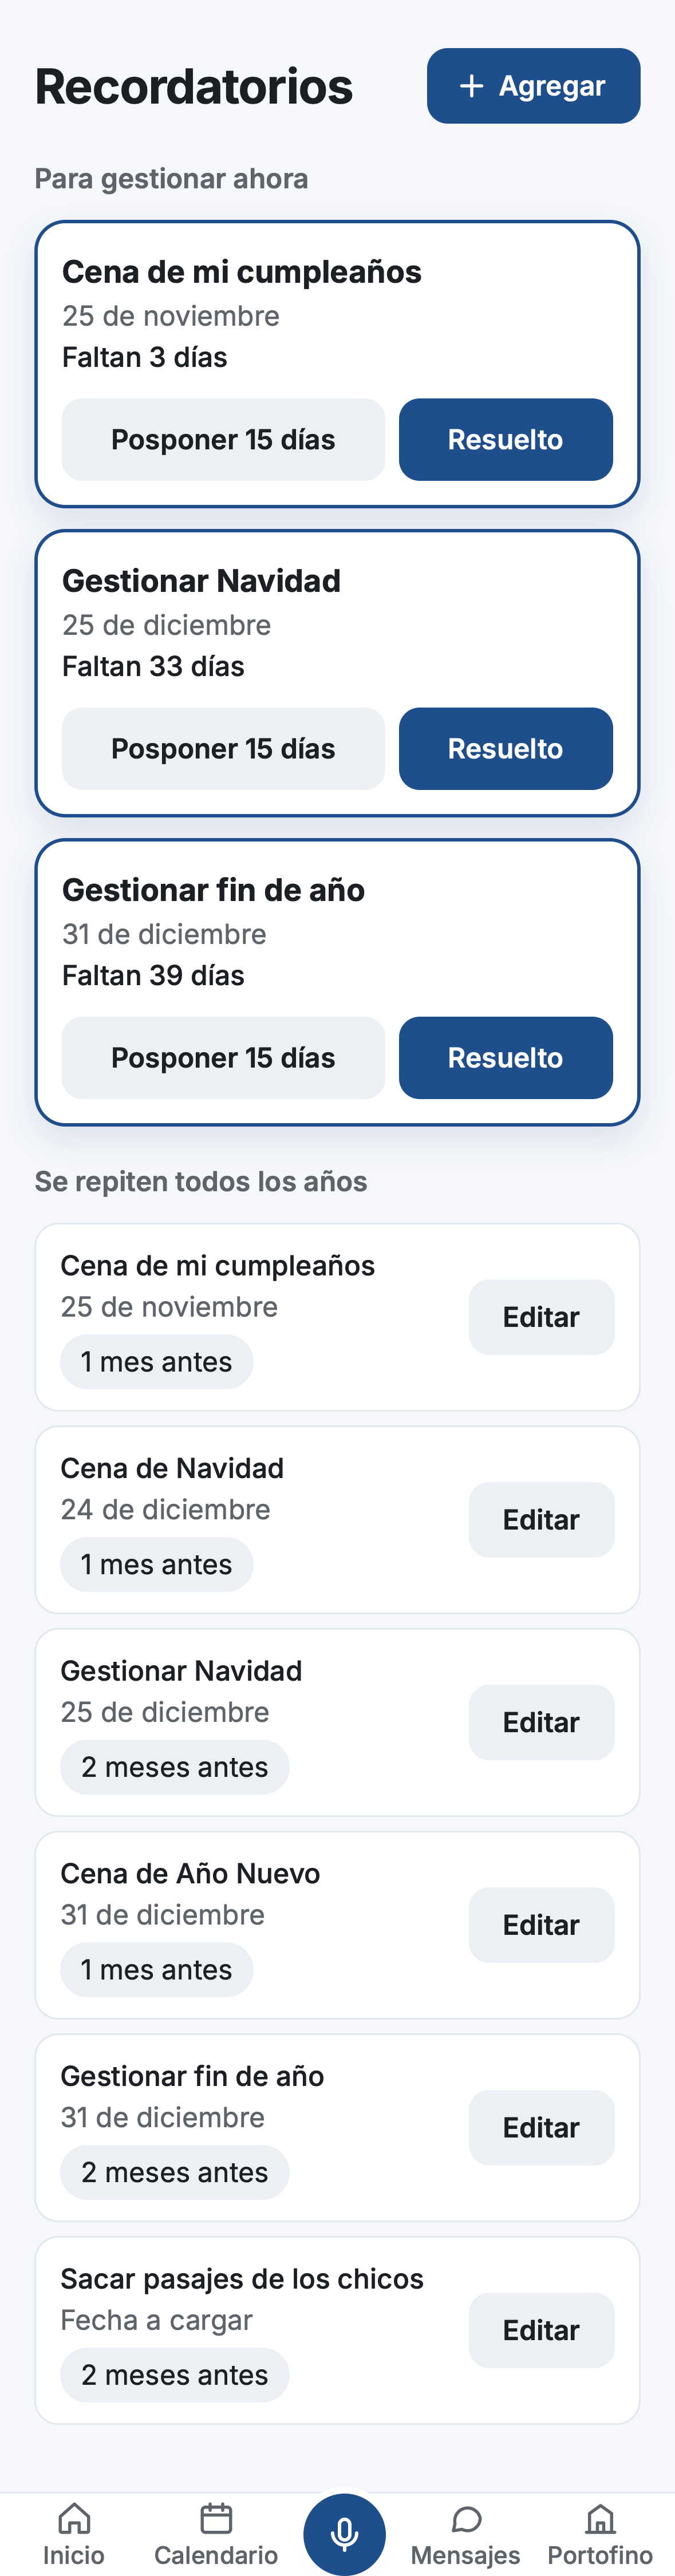 Recordatorios
+ Agregar
Para gestionar ahora
Cena de mi cumpleaños
25 de noviembre
Faltan 3 días
Posponer 15 días
Resuelto
Gestionar Navidad
25 de diciembre
Faltan 33 días
Posponer 15 días
Resuelto
Gestionar fin de año
31 de diciembre
Faltan 39 días
Posponer 15 días
Resuelto
Se repiten todos los años
Cena de mi cumpleaños
25 de noviembre
1 mes antes
Editar
Cena de Navidad
24 de diciembre
1 mes antes
Editar
Gestionar Navidad
25 de diciembre
2 meses antes
Editar
Cena de Año Nuevo
31 de diciembre
1 mes antes
Editar
Gestionar fin de año
31 de diciembre
2 meses antes
Editar
Sacar pasajes de los chicos
Fecha a cargar
2 meses antes
Editar
Inicio
Calendario
Mensajes
Portofino